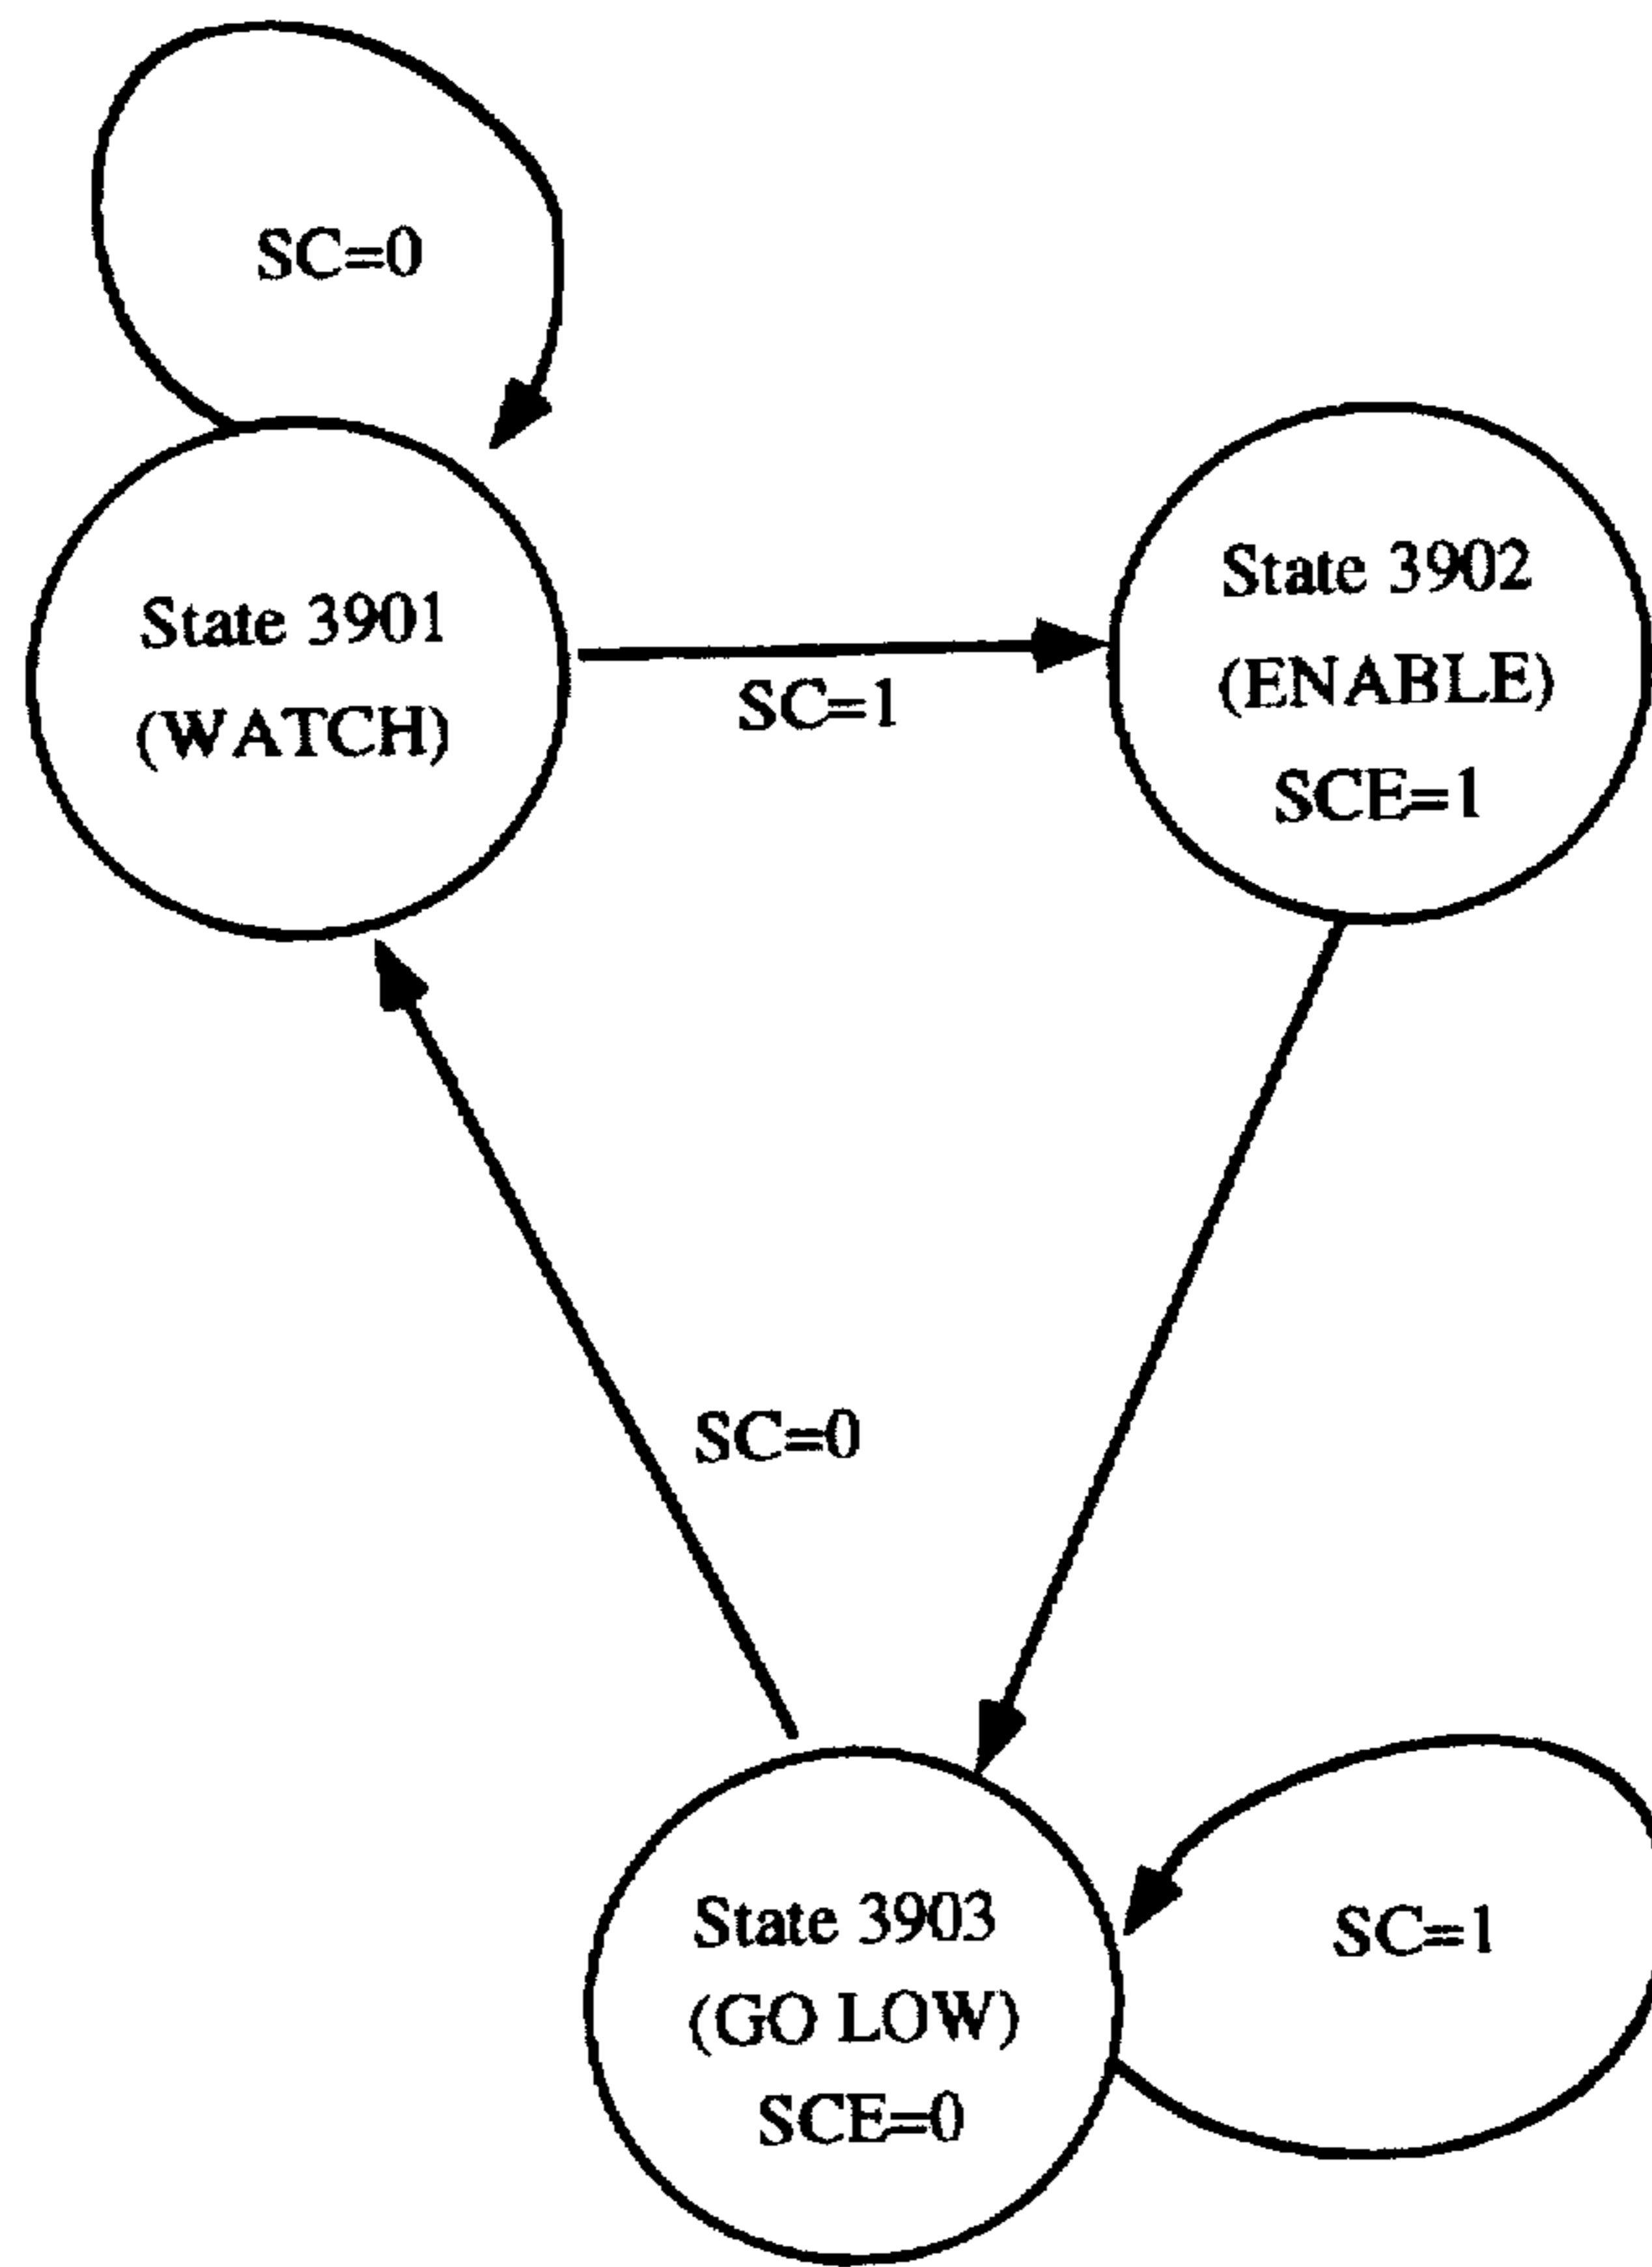 SC=0
State 3901
(WATCH)
SC=1
State 3902
(ENABLE)
SCE=1
SC=0
State 3903
(GO LOW)
SCE=0
SC=1